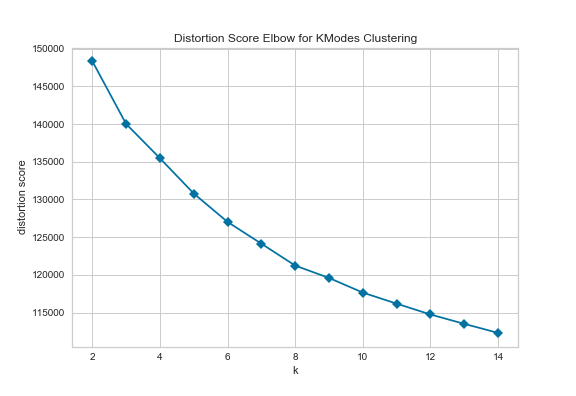 Distortion Score Elbow for KModes Clustering
150000
145000
140000
135000
130000
125000
120000
115000
distortion score
2 4 6 8 10 12 14
k